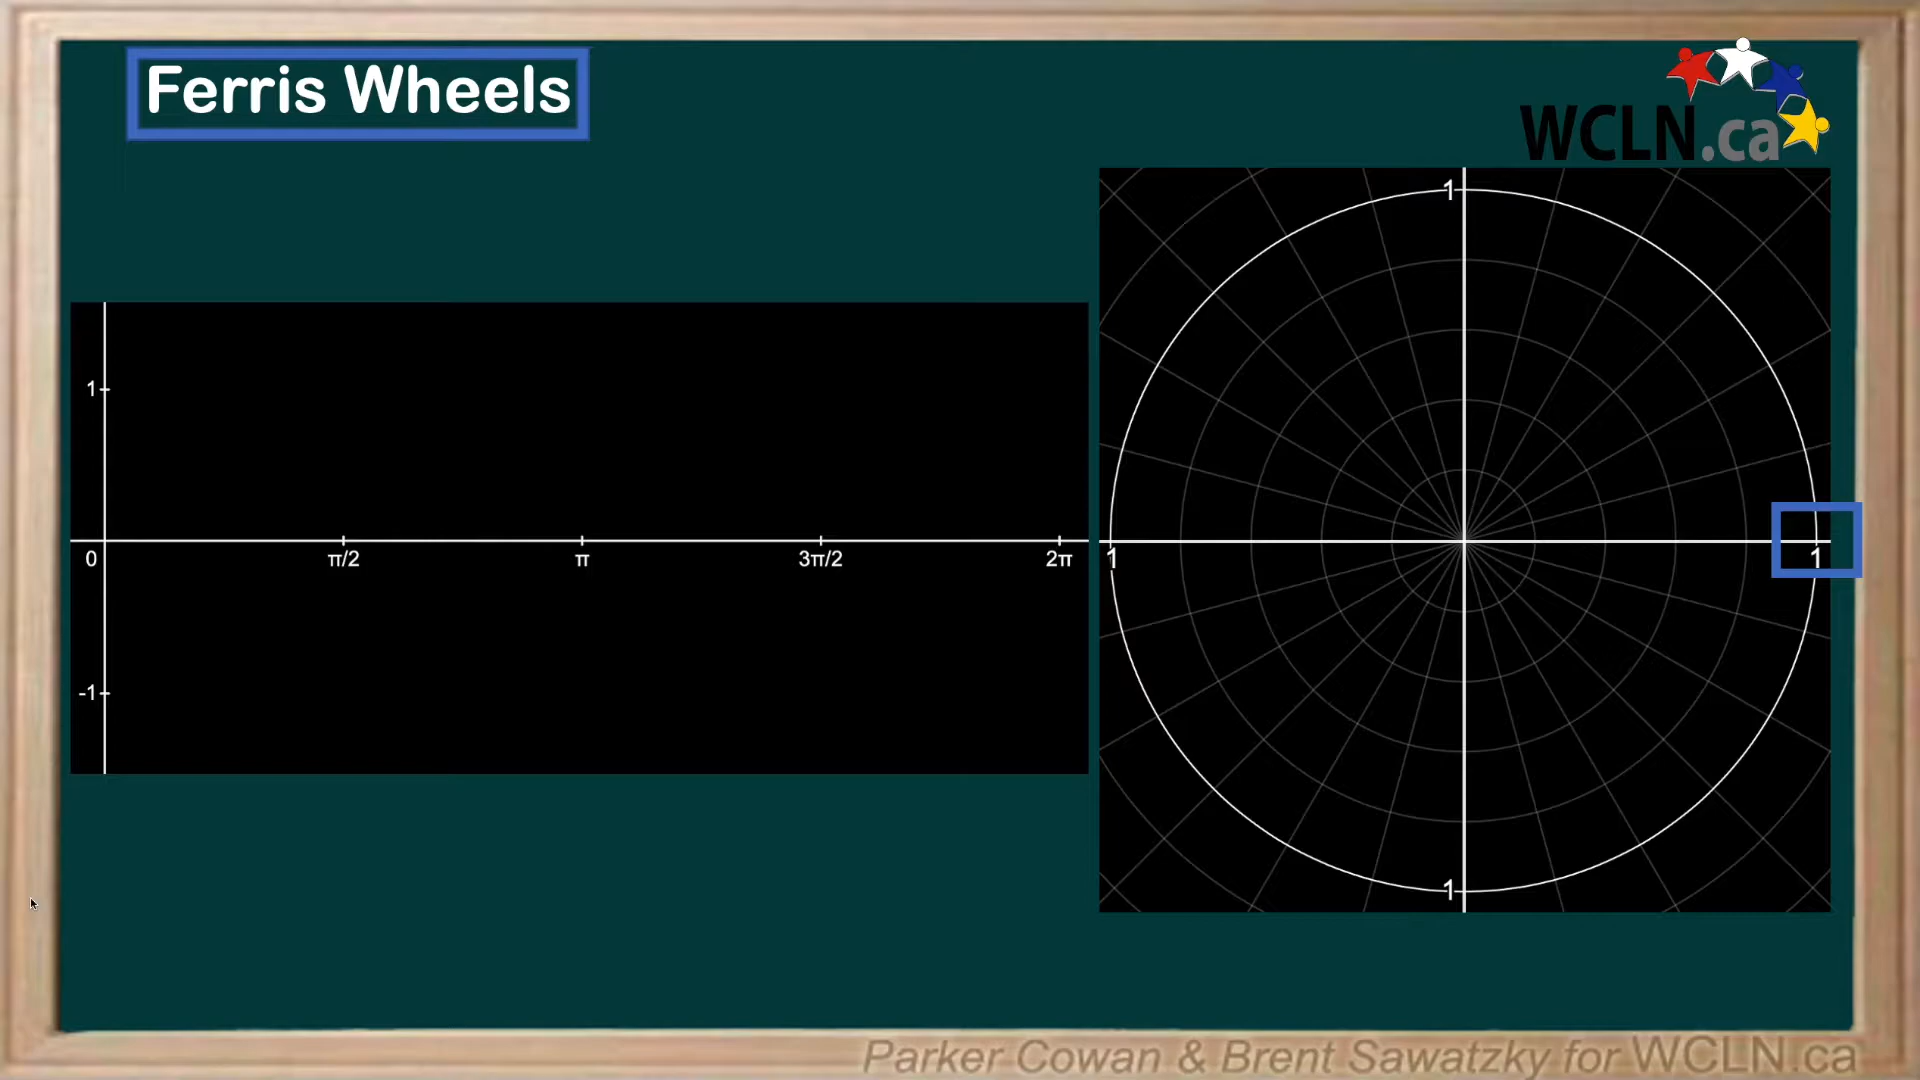 Ferris Wheels
WCLN.ca
1
1
0 π/2 π 3π/2 2π
1 1
-1
1
Parker Cowan & Brent Sawatzky for WCLN.ca